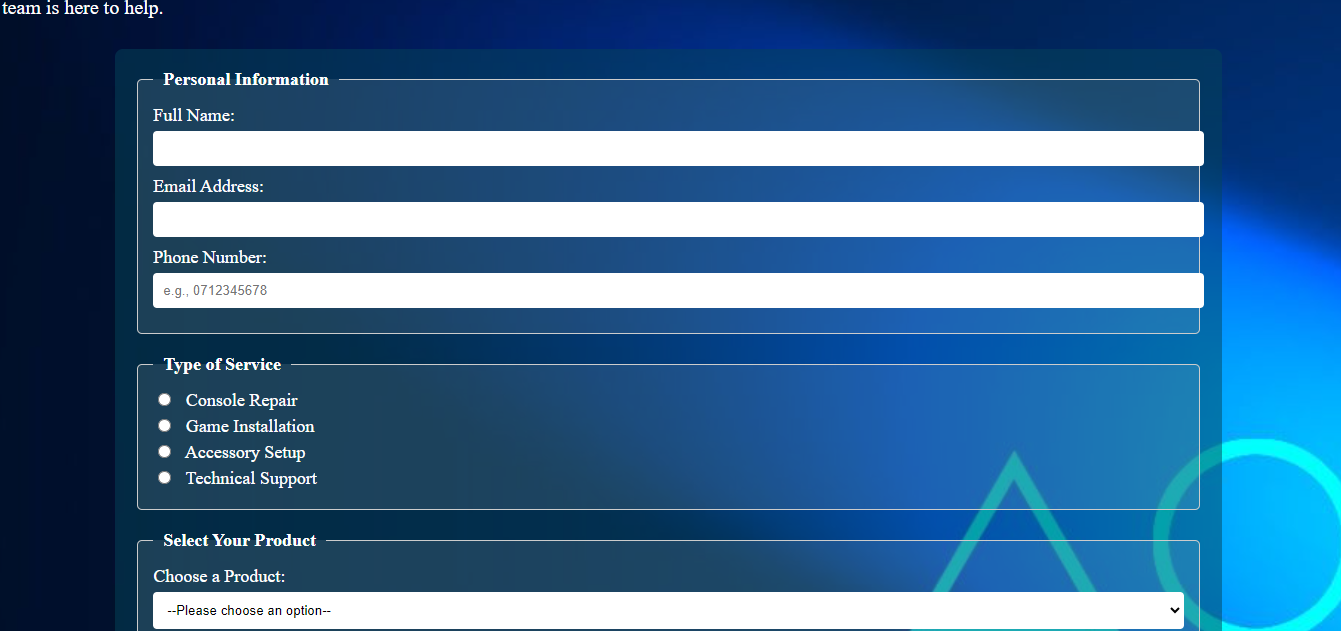 team is here to help.
Personal Information
Full Name:
Email Address:
Phone Number:
e.g., 0712345678
Type of Service
Console Repair
Game Installation
Accessory Setup
Technical Support
Select Your Product
Choose a Product:
--Please choose an option--